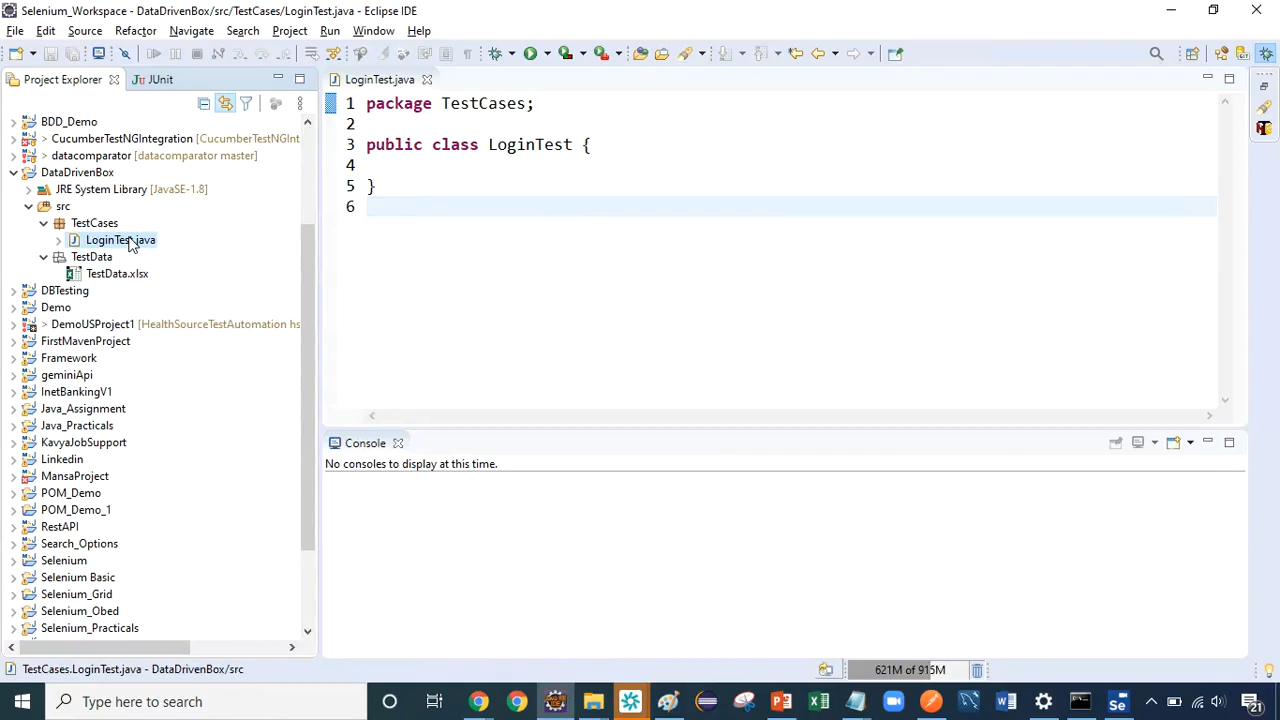 Selenium_Workspace - DataDrivenBox/src/TestCases/LoginTest.java - Eclipse IDE
File Edit Source Refactor Navigate Search Project Run Window Help
Project Explorer
JUnit
LoginTest.java
BDD_Demo
> CucumberTestNGIntegration [CucumberTestNGInt
> datacomparator [datacomparator master]
DataDrivenBox
JRE System Library [JavaSE-1.8]
src
TestCases
LoginTest.java
TestData
TestData.xlsx
DBTesting
Demo
> DemoUSProject1 [HealthSourceTestAutomation hs
FirstMavenProject
Framework
geminiApi
InetBankingV1
Java_Assignment
Java_Practicals
KavyaJobSupport
Linkedin
MansaProject
POM_Demo
POM_Demo_1
RestAPI
Search_Options
Selenium
Selenium Basic
Selenium_Grid
Selenium_Obed
Selenium_Practicals
1 package TestCases;
2
3 public class LoginTest {
4
5 }
6
Console
No consoles to display at this time.
TestCases.LoginTest.java - DataDrivenBox/src
621M of 915M
Type here to search
Se
21